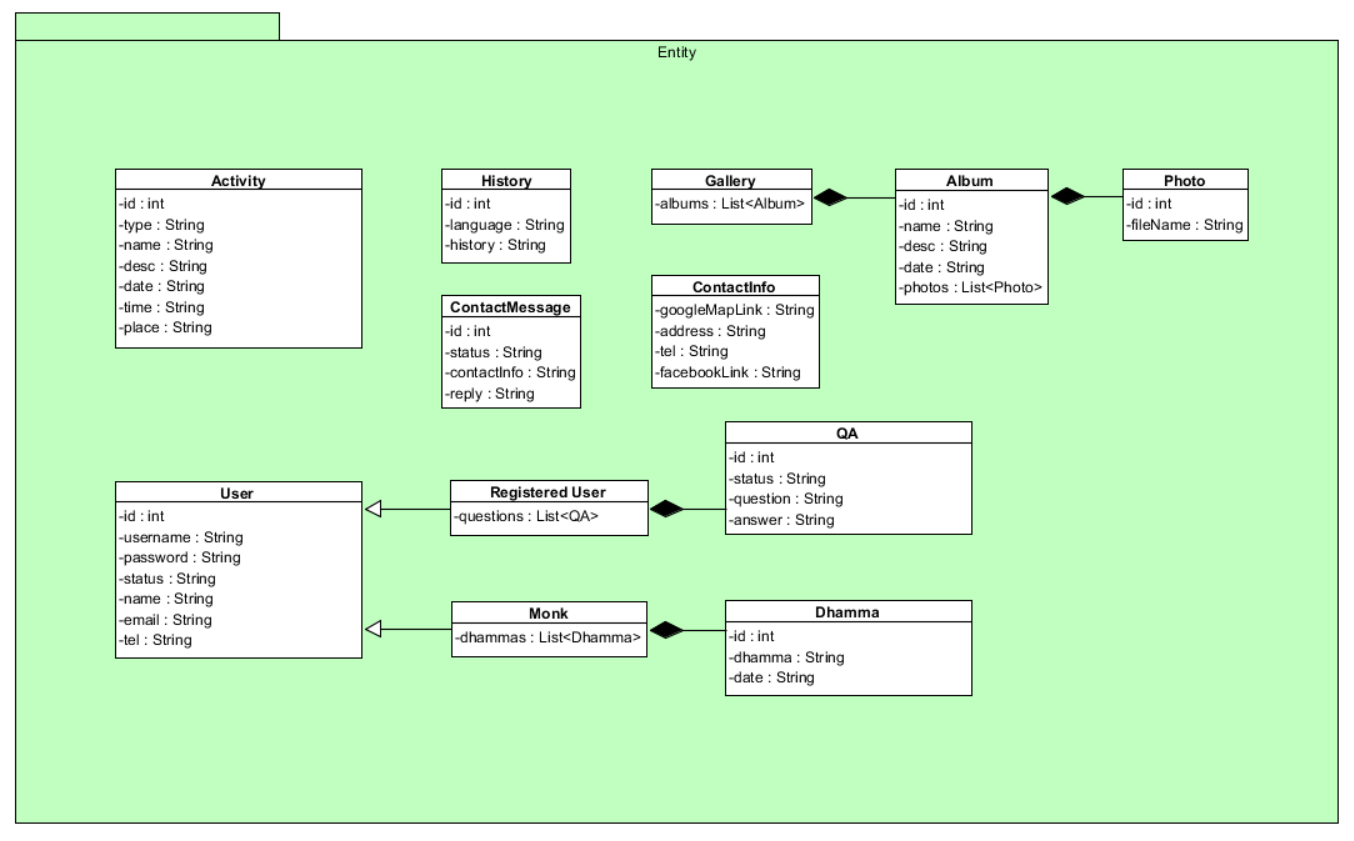 Entity
Activity
-id : int
-type : String
-name : String
-desc : String
-date : String
-time : String
-place : String
History
-id : int
-language : String
-history : String
Gallery
-albums : List<Album>
Album
-id : int
-name : String
-desc : String
-date : String
-photos : List<Photo>
Photo
-id : int
-fileName : String
ContactMessage
-id : int
-status : String
-contactInfo : String
-reply : String
ContactInfo
-googleMapLink : String
-address : String
-tel : String
-facebookLink : String
User
-id : int
-username : String
-password : String
-status : String
-name : String
-email : String
-tel : String
Registered User
-questions : List<QA>
QA
-id : int
-status : String
-question : String
-answer : String
Monk
-dhammas : List<Dhamma>
Dhamma
-id : int
-dhamma : String
-date : String